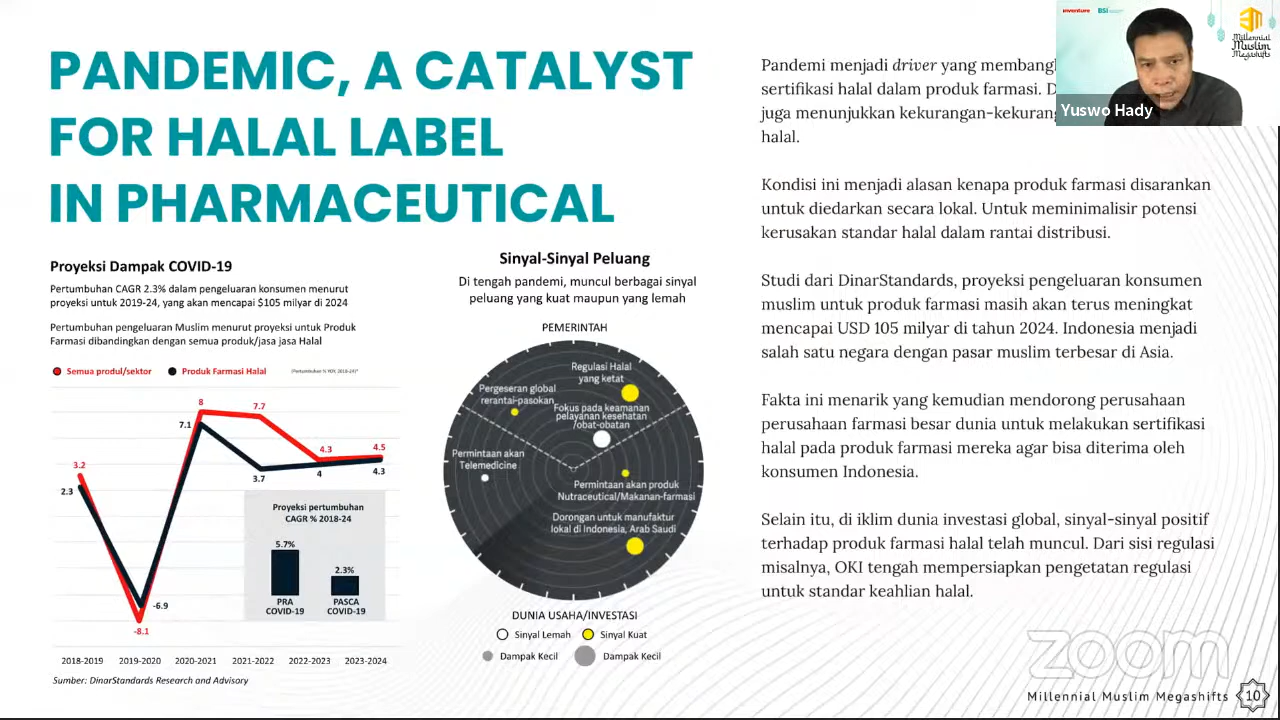 PANDEMIC, A CATALYST
FOR HALAL LABEL
IN PHARMACEUTICAL
Proyeksi Dampak COVID-19
Pertumbuhan CAGR 2.3% dalam pengeluaran konsumen menurut
proyeksi untuk 2019-24, yang akan mencapai $105 milyar di 2024
Pertumbuhan pengeluaran Muslim menurut proyeksi untuk Produk
Farmasi dibandingkan dengan semua produk/jasa jasa Halal
Semua produl/sektor
Produk Farmasi Halal
(Pertumbuhan % YOY, 2018-24)*
3.2
2.3
-6.9
-8.1
8
7.1
7.7
3.7
4.3
4
4.5
4.3
Proyeksi pertumbuhan
CAGR % 2018-24
5.7%
2.3%
PRA
COVID-19
PASCA
COVID-19
2018-2019
2019-2020
2020-2021
2021-2022
2022-2023
2023-2024
Sumber: DinarStandards Research and Advisory
Sinyal-Sinyal Peluang
Di tengah pandemi, muncul berbagai sinyal
peluang yang kuat maupun yang lemah
PEMERINTAH
Regulasi Halal
yang ketat
Pergeseran global
rerantai-pasokan
Fokus pada keamanan
pelayanan kesehatan
/obat-obatan
Permintaan akan
Telemedicine
Permintaan akan produk
Nutraceutical/Makanan-farmasi
Dorongan untuk manufaktur
lokal di Indonesia, Arab Saudi
DUNIA USAHA/INVESTASI
Sinyal Lemah
Sinyal Kuat
Dampak Kecil
Dampak Kecil
Pandemi menjadi driver yang
sertifikasi halal dalam produk farmasi.
juga menunjukkan
halal.
Kondisi ini menjadi alasan kenapa produk farmasi disarankan
untuk diedarkan secara lokal. Untuk meminimalisir potensi
kerusakan standar halal dalam rantai distribusi.
Studi dari DinarStandards, proyeksi pengeluaran konsumen
muslim untuk produk farmasi masih akan terus meningkat
mencapai USD 105 milyar di tahun 2024. Indonesia menjadi
salah satu negara dengan pasar muslim terbesar di Asia.
Fakta ini menarik yang kemudian mendorong perusahaan
perusahaan farmasi besar dunia untuk melakukan sertifikasi
halal pada produk farmasi mereka agar bisa diterima oleh
konsumen Indonesia.
Selain itu, di iklim dunia investasi global, sinyal-sinyal positif
terhadap produk farmasi halal telah muncul. Dari sisi regulasi
misalnya, OKI tengah mempersiapkan pengetatan regulasi
untuk standar keahlian halal.
inventure
BSI
Millennial
Muslim
Megashifts
Yuswo Hady
zoom
Millennial Muslim Megashifts
10